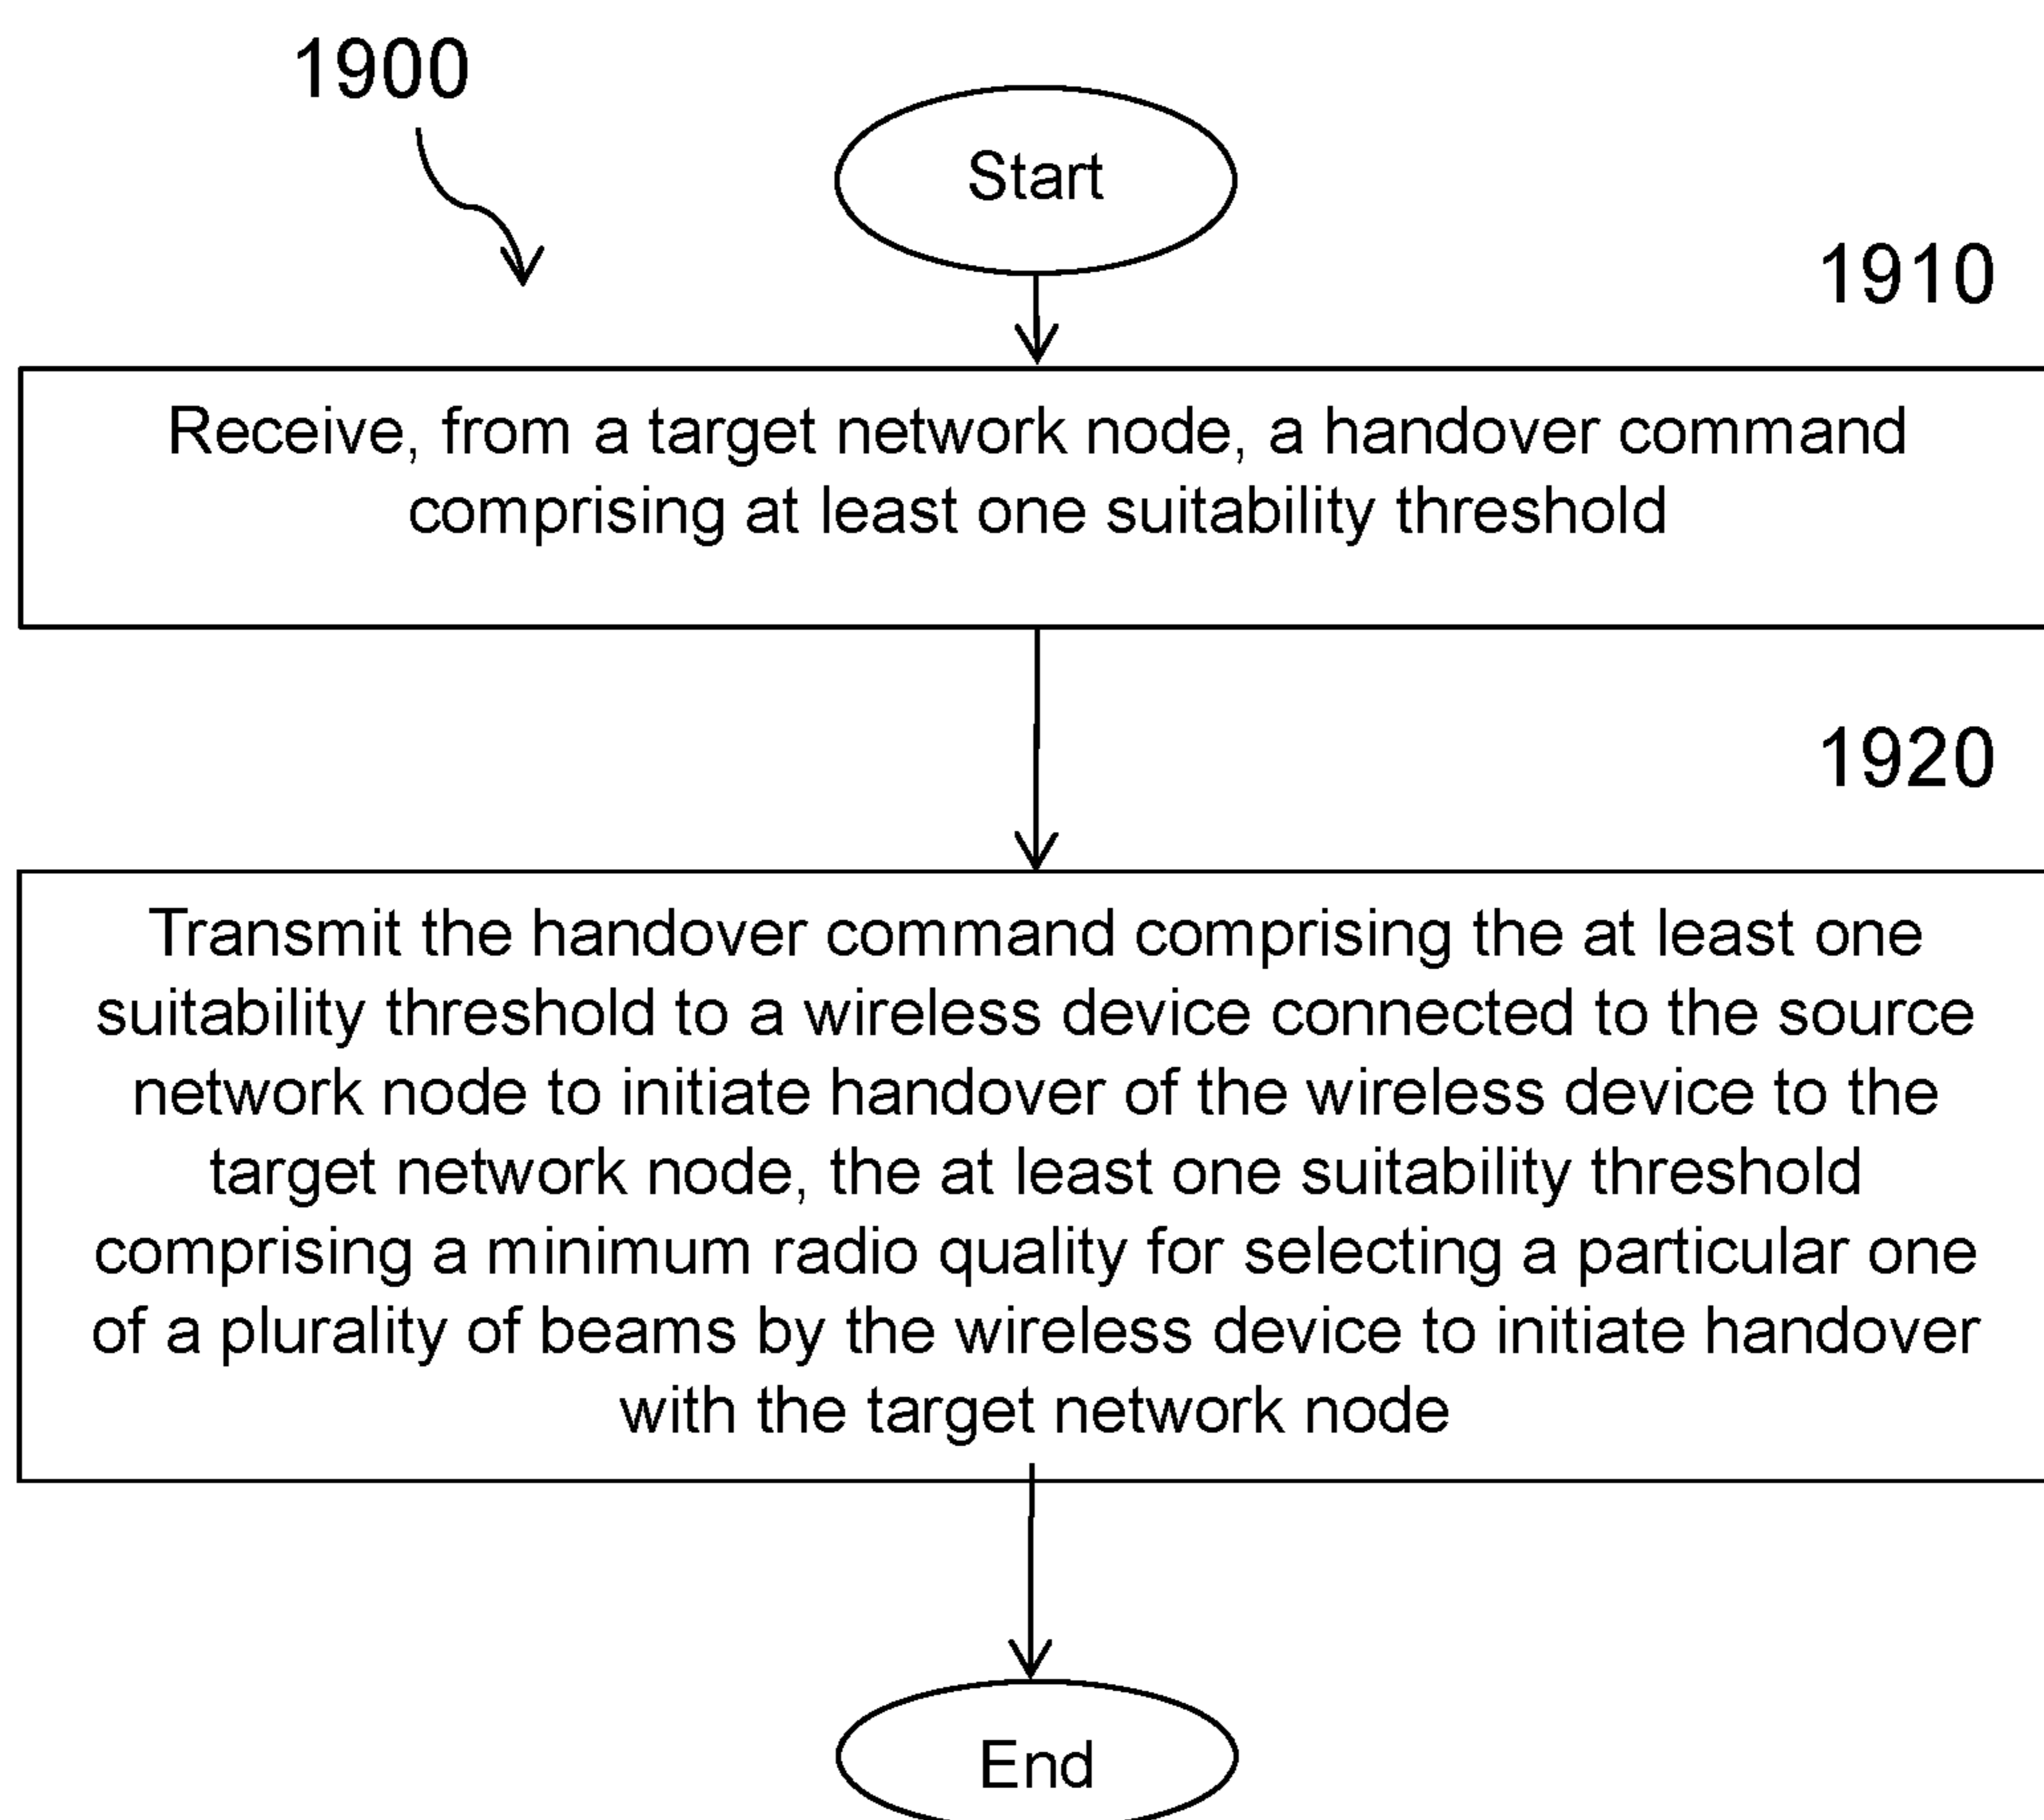 1900
Start
1910
Receive, from a target network node, a handover command
comprising at least one suitability threshold
1920
Transmit the handover command comprising the at least one
suitability threshold to a wireless device connected to the source
network node to initiate handover of the wireless device to the
target network node, the at least one suitability threshold
comprising a minimum radio quality for selecting a particular one
of a plurality of beams by the wireless device to initiate handover
with the target network node
End